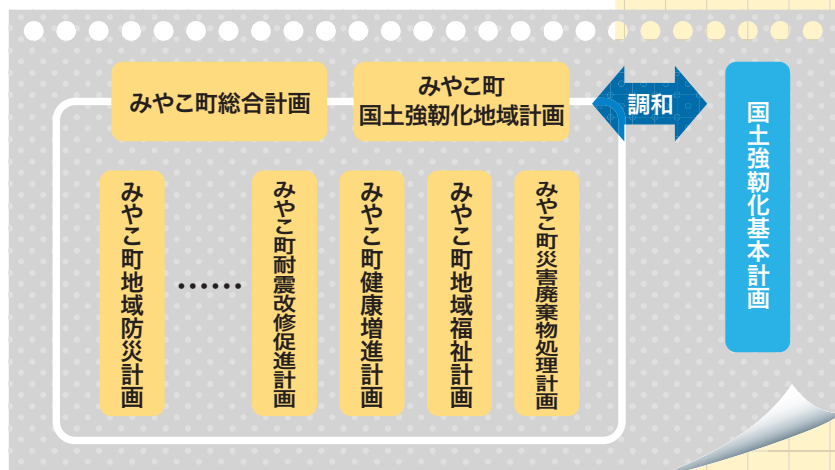 みやこ町総合計画
みやこ町
国土強靭化地域計画
調和
国土強靭化基本計画
みやこ町地域防災計画
……
みやこ町耐震改修促進計画
みやこ町健康増進計画
みやこ町地域福祉計画
みやこ町災害廃棄物処理計画